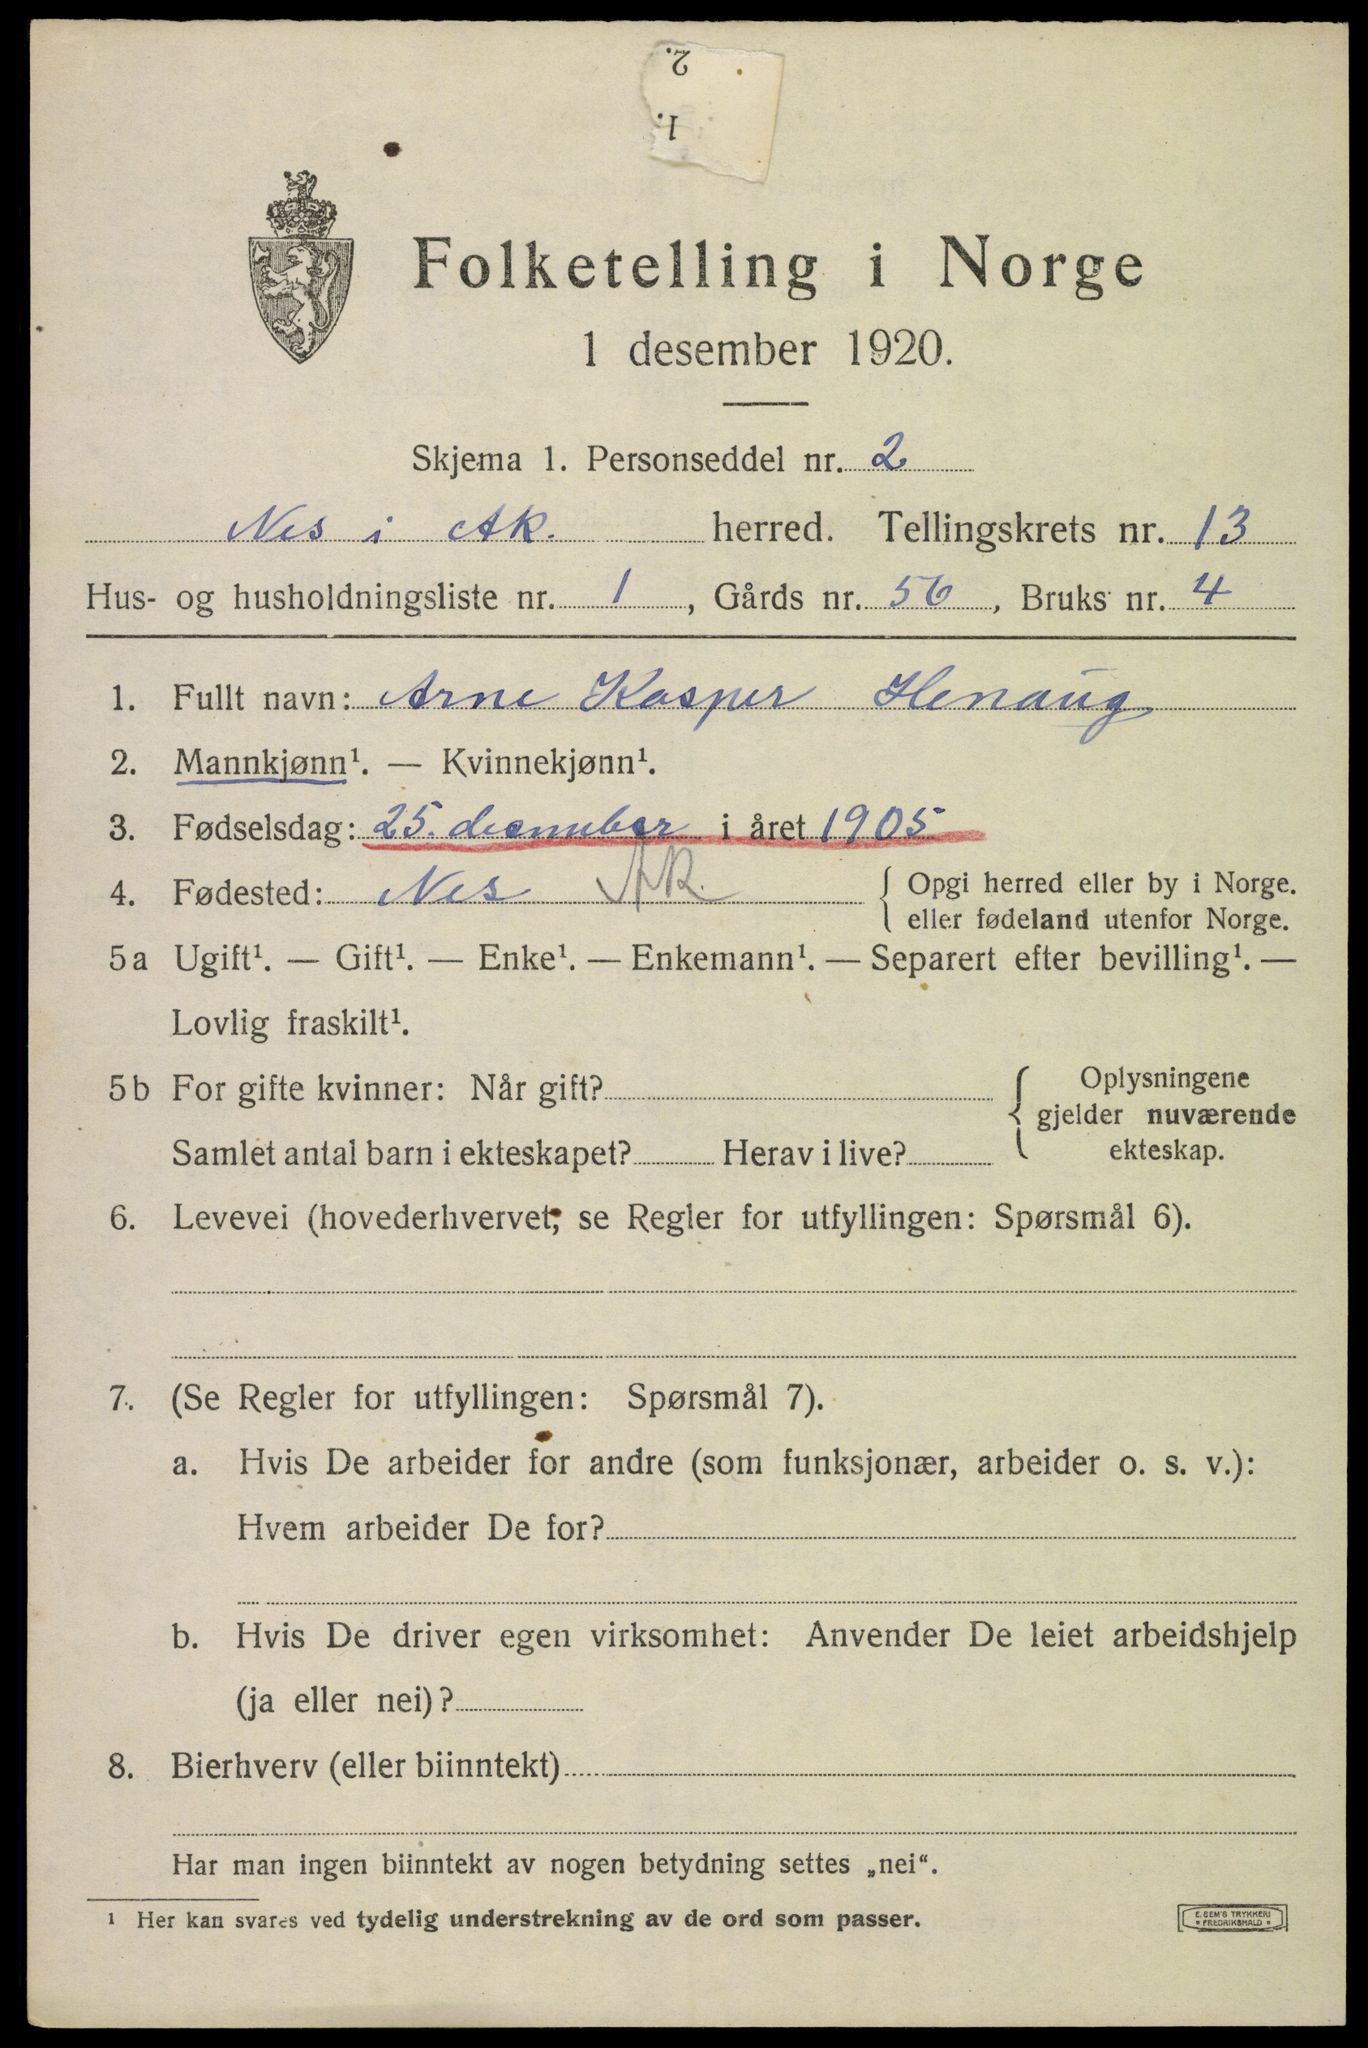 2.
1.
Folketelling i Norge
1 desember 1920.
Skjema 1. Personseddel nr. 2
Nes i Ak. herred. Tellingskrets nr. 13
Hus- og husholdningsliste nr. 1, Gårds nr. 56, Bruks nr. 4
1. Fullt navn: Arne Kasper Henaug
2. Mannkjønn¹. — Kvinnekjønn¹.
3. Fødselsdag: 25. december i året 1905
4. Fødested: Nes AK. { Opgi herred eller by i Norge.
eller fødeland utenfor Norge.
5 a Ugift¹. — Gift¹. — Enke¹. — Enkemann¹. — Separert efter bevilling¹. —
Lovlig fraskilt¹.
5 b For gifte kvinner: Når gift? { Oplysningene
gjelder nuværende
Samlet antal barn i ekteskapet? Herav i live? ekteskap.
6. Levevei (hovederhvervet; se Regler for utfyllingen: Spørsmål 6).
7. (Se Regler for utfyllingen: Spørsmål 7).
a. Hvis De arbeider for andre (som funksjonær, arbeider o. s. v.):
Hvem arbeider De for?
b. Hvis De driver egen virksomhet: Anvender De leiet arbeidshjelp
(ja eller nei)?
8. Bierhverv (eller biinntekt)
Har man ingen biinntekt av nogen betydning settes „nei“.
¹ Her kan svares ved tydelig understrekning av de ord som passer.
E. SEM'S TRYKKERI
* FREDRIKSHALD *